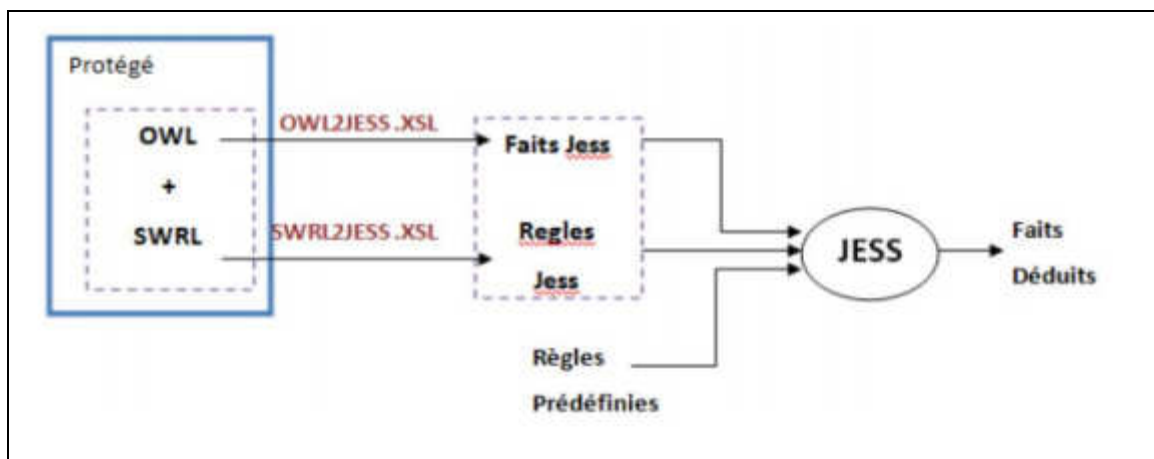 Protégé
OWL
+
SWRL
OWL2JESS .XSL
SWRL2JESS .XSL
Faits Jess
Regles
Jess
Règles
Prédéfinies
JESS
Faits
Déduits